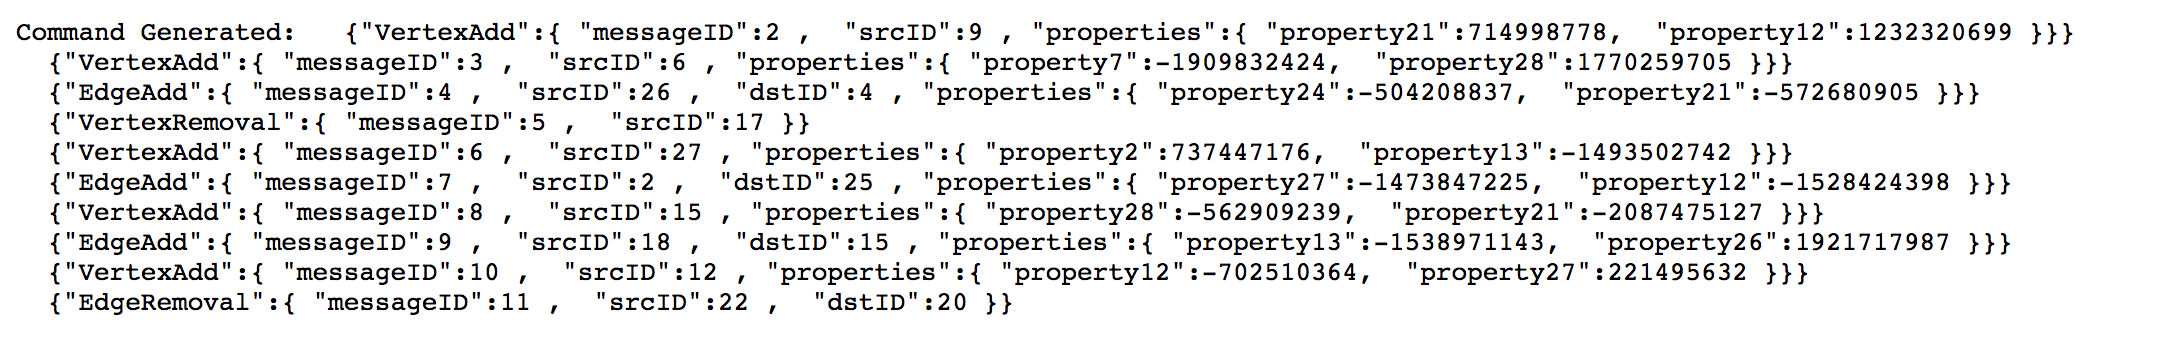 Command Generated:   {"VertexAdd":{ "messageID":2 ,  "srcID":9 , "properties":{ "property21":714998778,  "property12":1232320699 }}}
{"VertexAdd":{ "messageID":3 ,  "srcID":6 , "properties":{ "property7":-1909832424,  "property28":1770259705 }}}
{"EdgeAdd":{ "messageID":4 ,  "srcID":26 ,  "dstID":4 , "properties":{ "property24":-504208837,  "property21":-572680905 }}}
{"VertexRemoval":{ "messageID":5 ,  "srcID":17 }}
{"VertexAdd":{ "messageID":6 ,  "srcID":27 , "properties":{ "property2":737447176,  "property13":-1493502742 }}}
{"EdgeAdd":{ "messageID":7 ,  "srcID":2 ,  "dstID":25 , "properties":{ "property27":-1473847225,  "property12":-1528424398 }}}
{"VertexAdd":{ "messageID":8 ,  "srcID":15 , "properties":{ "property28":-562909239,  "property21":-2087475127 }}}
{"EdgeAdd":{ "messageID":9 ,  "srcID":18 ,  "dstID":15 , "properties":{ "property13":-1538971143,  "property26":1921717987 }}}
{"VertexAdd":{ "messageID":10 ,  "srcID":12 , "properties":{ "property12":-702510364,  "property27":221495632 }}}
{"EdgeRemoval":{ "messageID":11 ,  "srcID":22 ,  "dstID":20 }}